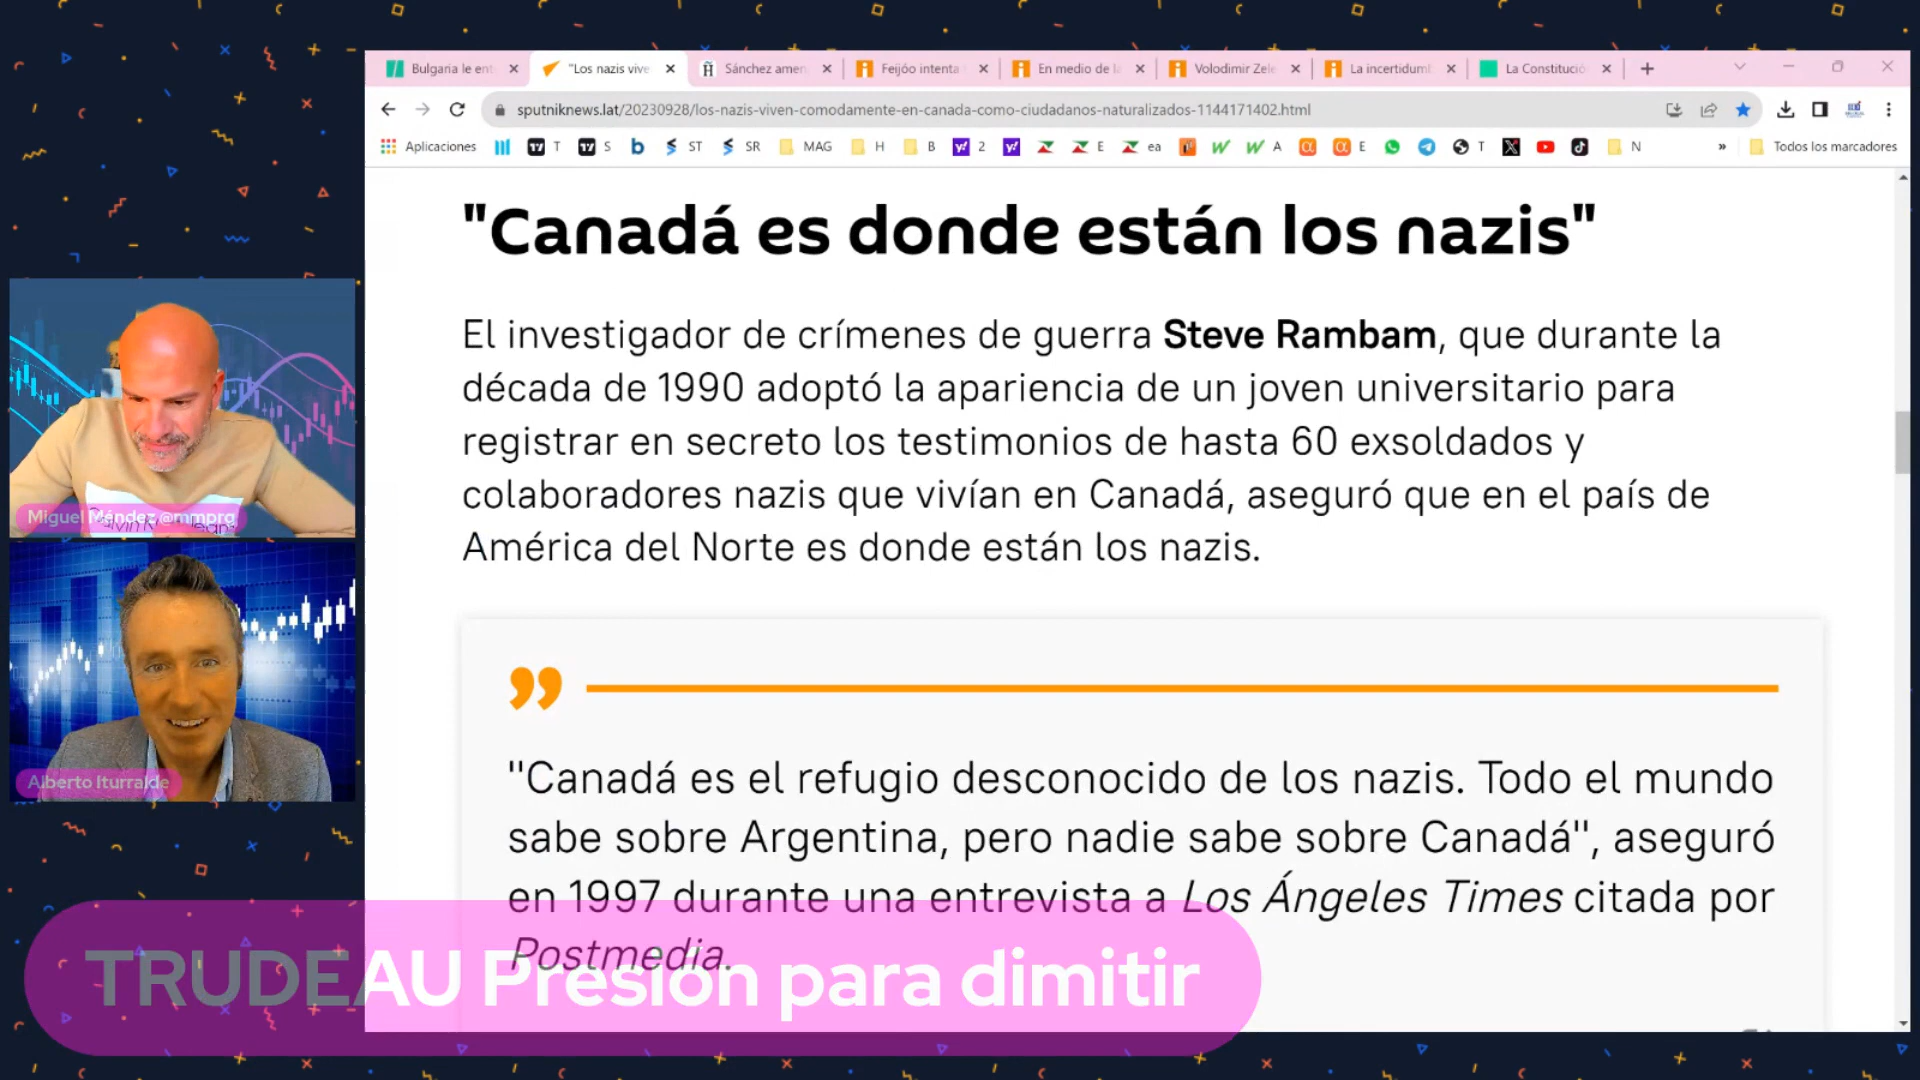 Bulgaria le ent
"Los nazis vive
Sánchez amen
Feijóo intenta
En medio de la
Volodimir Zele
La incertidumb
La Constitució
sputniknews.lat/20230928/los-nazis-viven-comodamente-en-canada-como-ciudadanos-naturalizados-1144171402.html
Aplicaciones T S ST SR MAG H B 2 E ea A E T N » Todos los marcadores
"Canadá es donde están los nazis"
El investigador de crímenes de guerra Steve Rambam, que durante la
década de 1990 adoptó la apariencia de un joven universitario para
registrar en secreto los testimonios de hasta 60 exsoldados y
colaboradores nazis que vivían en Canadá, aseguró que en el país de
América del Norte es donde están los nazis.
"Canadá es el refugio desconocido de los nazis. Todo el mundo
sabe sobre Argentina, pero nadie sabe sobre Canadá", aseguró
en 1997 durante una entrevista a Los Ángeles Times citada por
Postmedia.
Miguel Méndez @mmprg
Alberto Iturralde
TRUDEAU Presión para dimitir